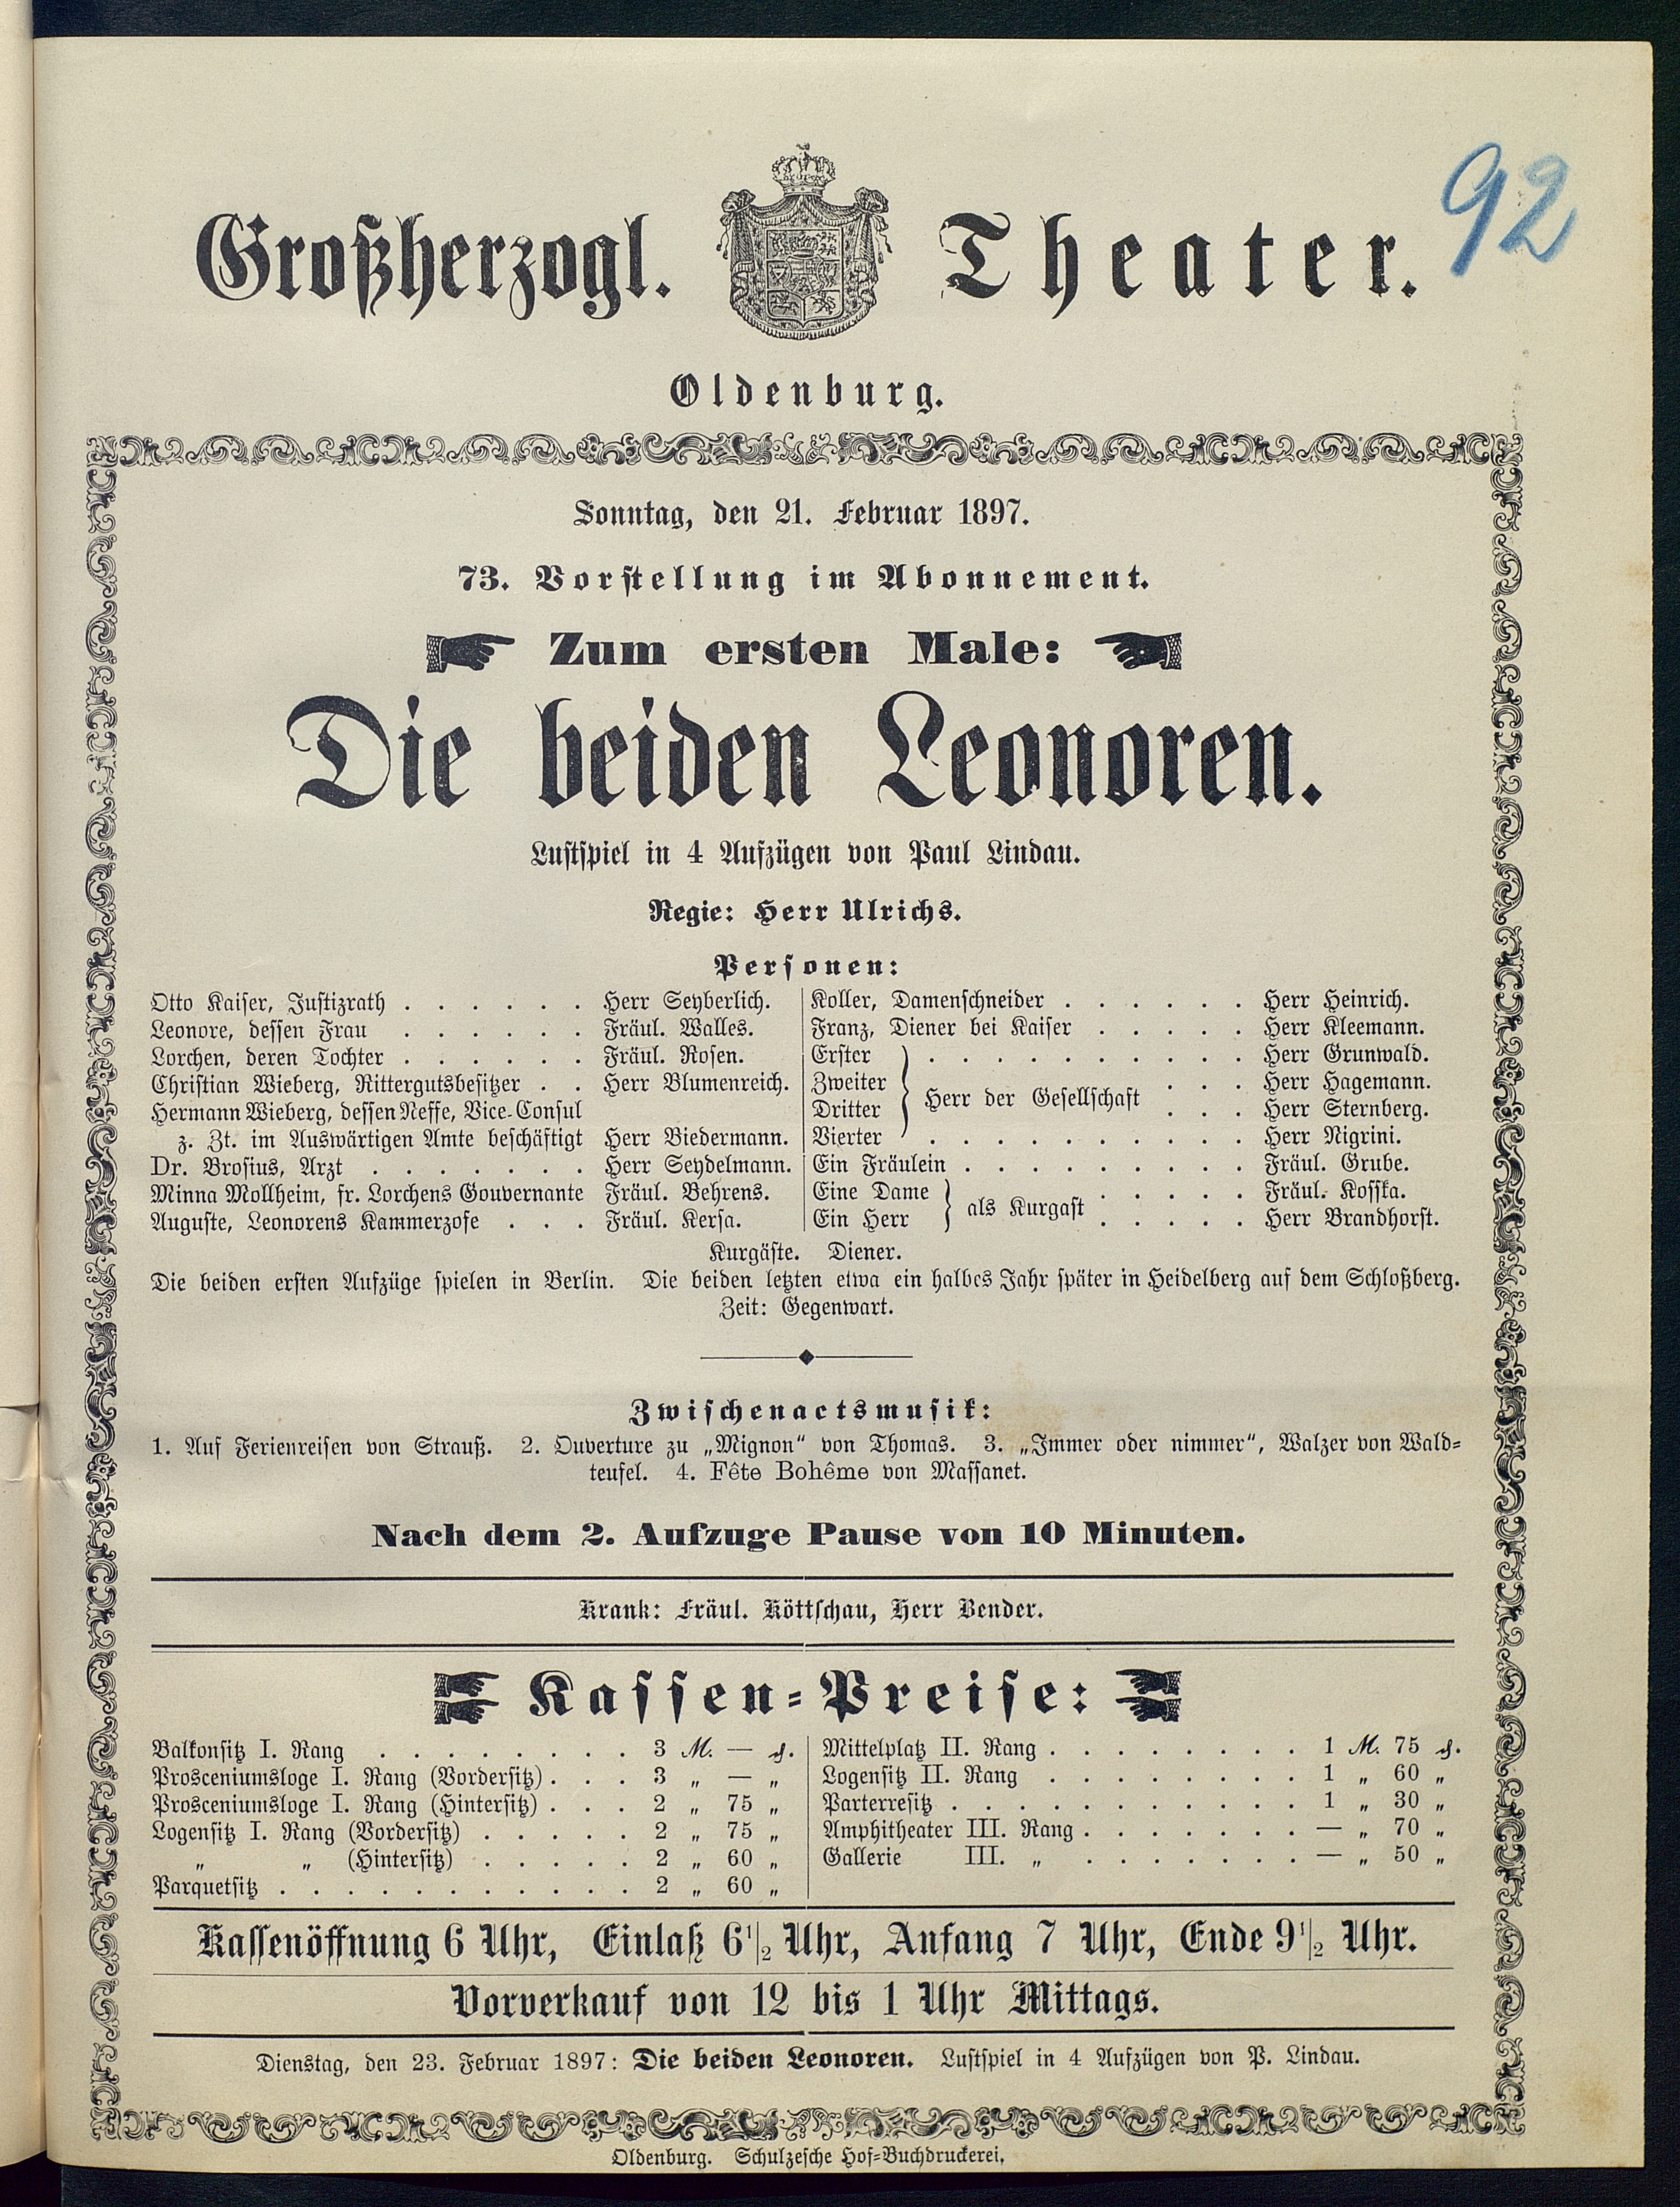 92
Großherzogl. Theater.
Oldenburg.
Sonntag, den 21. Februar 1897.
73. Vorstellung im Abonnement.
Zum ersten Male:
Die beiden Leonoren.
Lustspiel in 4 Aufzügen von Paul Lindau.
Regie: Herr Ulrichs.
Personen:
Otto Kaiser, Justizrath . . . . . . Herr Seyberlich.
Leonore, dessen Frau . . . . . . Fräul. Walles.
Lorchen, deren Tochter . . . . . . Fräul. Rosen.
Christian Wieberg, Rittergutsbesitzer . . Herr Blumenreich.
Hermann Wieberg, dessen Neffe, Vice-Consul
z. Zt. im Auswärtigen Amte beschäftigt Herr Biedermann.
Dr. Brosius, Arzt . . . . . . . Herr Seydelmann.
Minna Mollheim, fr. Lorchens Gouvernante Fräul. Behrens.
Auguste, Leonorens Kammerzofe . . . Fräul. Kersa.
Koller, Damenschneider . . . . . . Herr Heinrich.
Franz, Diener bei Kaiser . . . . . Herr Kleemann.
Erster . . . . . . . . . . Herr Grunwald.
Zweiter . . . Herr Hagemann.
Herr der Gesellschaft
Dritter . . . Herr Sternberg.
Vierter . . . . . . . . . . Herr Nigrini.
Ein Fräulein . . . . . . . . . Fräul. Grube.
Eine Dame . . . . . Fräul. Kosska.
als Kurgast
Ein Herr . . . . . Herr Brandhorst.
Kurgäste. Diener.
Die beiden ersten Aufzüge spielen in Berlin. Die beiden letzten etwa ein halbes Jahr später in Heidelberg auf dem Schloßberg.
Zeit: Gegenwart.
Zwischenactsmusik:
1. Auf Ferienreisen von Strauß. 2. Ouverture zu „Mignon“ von Thomas. 3. „Immer oder nimmer“, Walzer von Wald-
teufel. 4. Fête Bohême von Massanet.
Nach dem 2. Aufzuge Pause von 10 Minuten.
Krank: Fräul. Köttschau, Herr Bender.
Kassen-Preise:
Balkonsitz I. Rang . . . . . . . . 3 M. — ₰.
Prosceniumsloge I. Rang (Vordersitz) . . . 3 „ — „
Prosceniumsloge I. Rang (Hintersitz) . . . 2 „ 75 „
Logensitz I. Rang (Vordersitz) . . . . . 2 „ 75 „
„ „ (Hintersitz) . . . . . 2 „ 60 „
Parquetsitz . . . . . . . . . . . 2 „ 60 „
Mittelplatz II. Rang . . . . . . . . 1 M. 75 ₰.
Logensitz II. Rang . . . . . . . . 1 „ 60 „
Parterresitz . . . . . . . . . . . 1 „ 30 „
Amphitheater III. Rang . . . . . . . — „ 70 „
Gallerie III. „ . . . . . . . — „ 50 „
Kassenöffnung 6 Uhr, Einlaß 6½ Uhr, Anfang 7 Uhr, Ende 9½ Uhr.
Vorverkauf von 12 bis 1 Uhr Mittags.
Dienstag, den 23. Februar 1897: Die beiden Leonoren. Lustspiel in 4 Aufzügen von P. Lindau.
Oldenburg. Schulzesche Hof-Buchdruckerei.